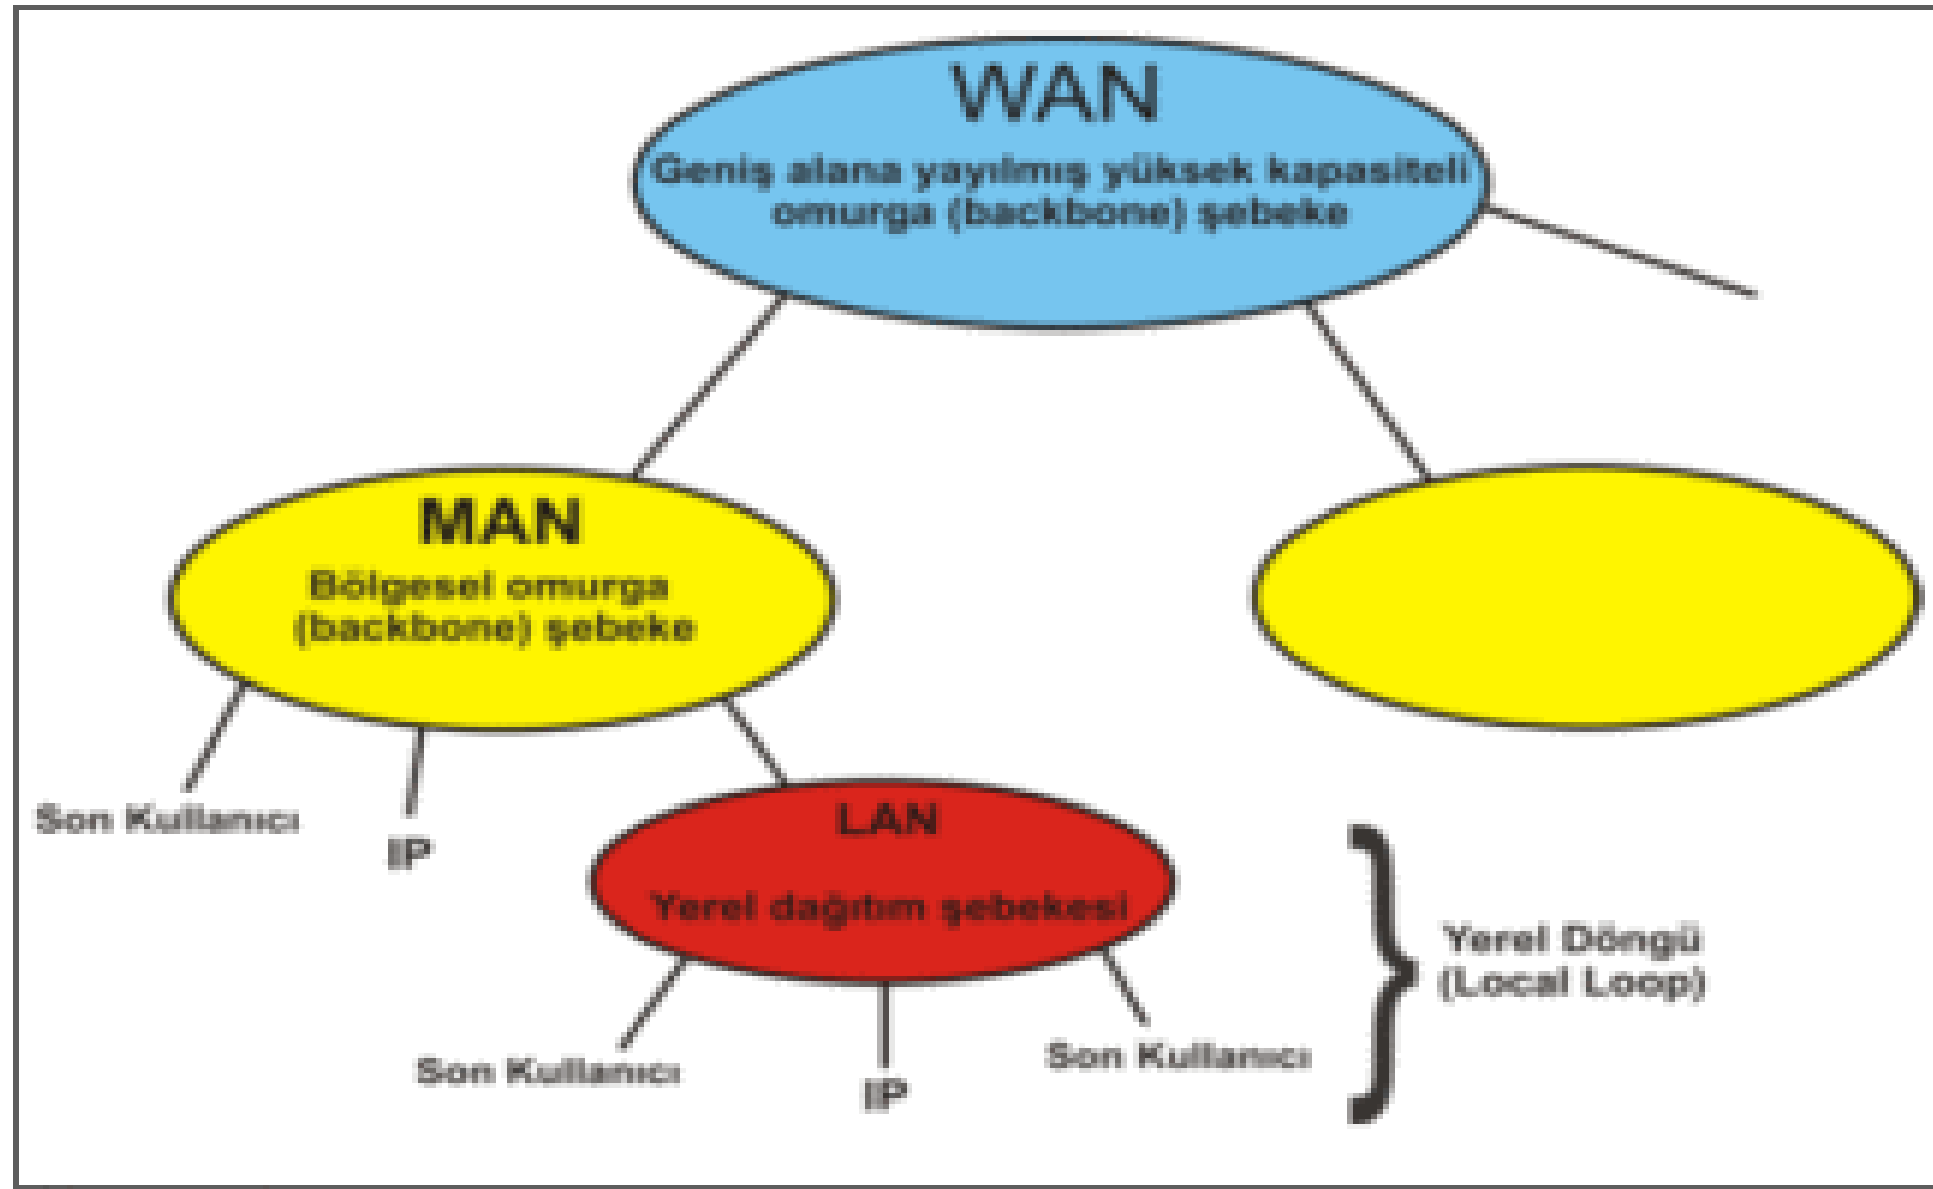 WAN
Geniş alana yayılmış yüksek kapasiteli
omurga (backbone) şebeke
MAN
Bölgesel omurga
(backbone) şebeke
Son Kullanıcı
IP
LAN
Yerel dağıtım şebekesi
Yerel Döngü
(Local Loop)
Son Kullanıcı
IP
Son Kullanıcı